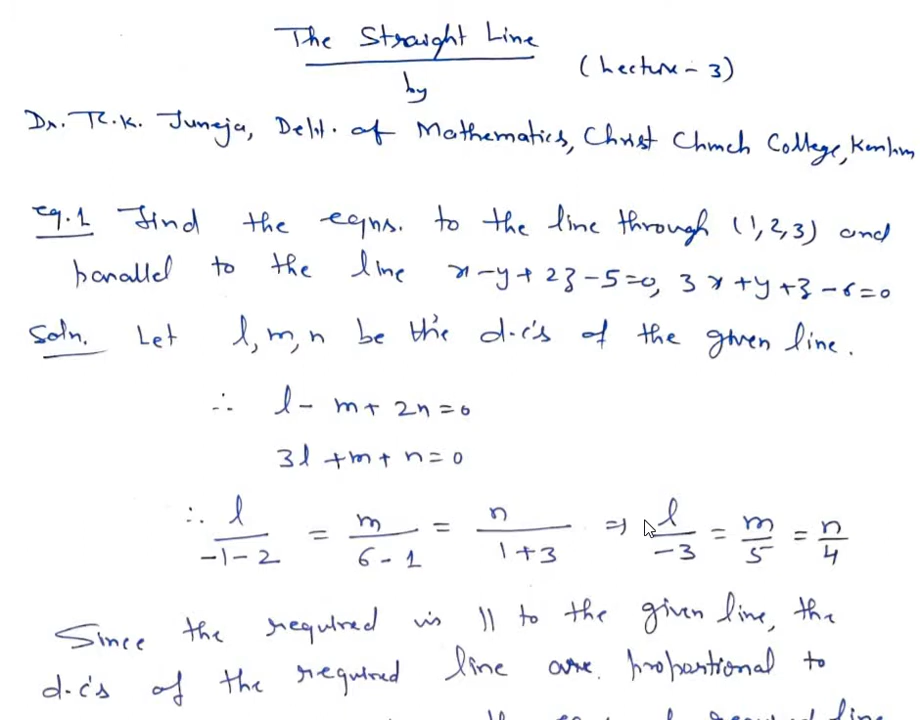 The Straight Line
(Lecture - 3)
by
Dr. R.K. Juneja, Deptt. of Mathematics, Christ Church College, Kanpur
eg.1 Find the eqns. to the line through (1,2,3) and
parallel to the line x-y+2z-5=0, 3x+y+z-6=0
Soln. Let l, m, n be the d.c's of the given line.
∴ l - m + 2n = 0
3l + m + n = 0
∴ l/(-1-2) = m/(6-1) = n/(1+3) ⇒ l/-3 = m/5 = n/4
Since the required is || to the given line, the
d.c's of the required line are proportional to